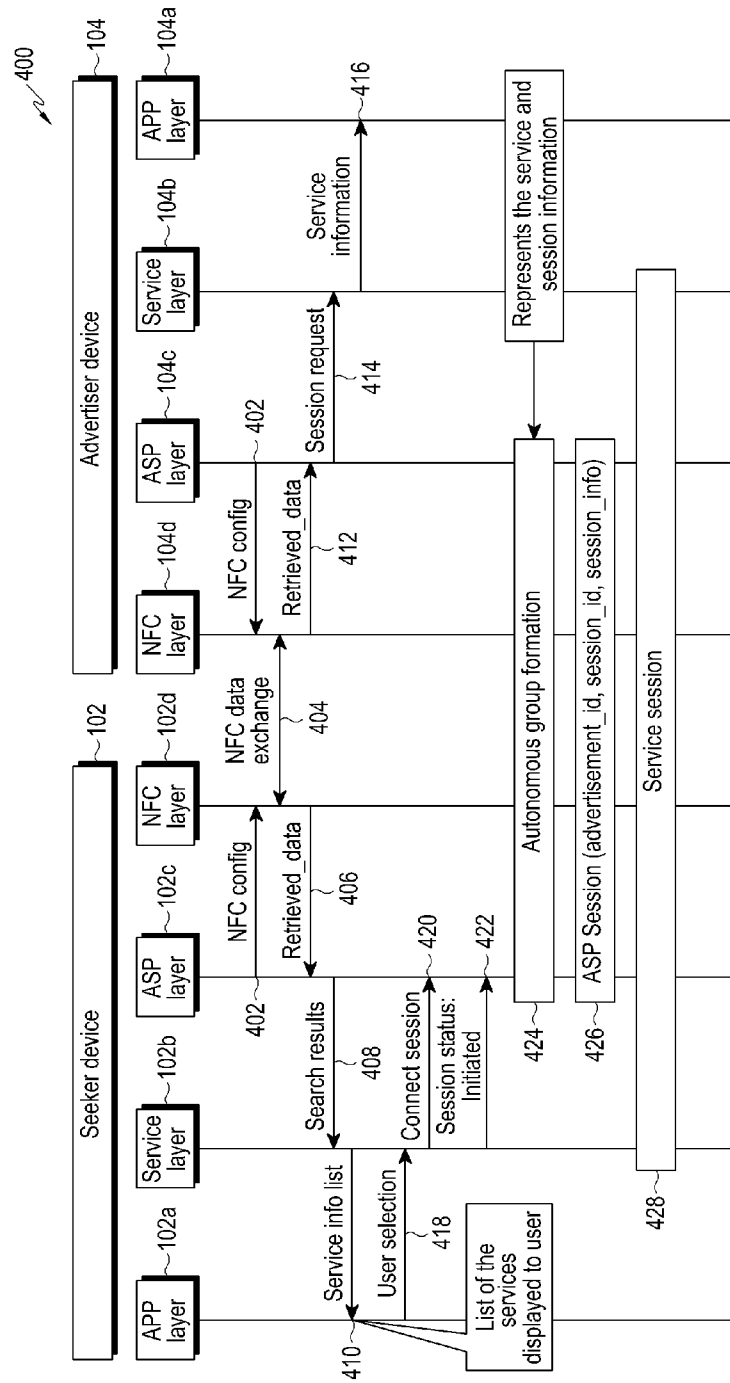 400
Seeker device
102
Advertiser device
104
APP
layer
102a
Service
layer
102b
ASP
layer
102c
NFC
layer
102d
NFC
layer
104d
ASP
layer
104c
Service
layer
104b
APP
layer
104a
402
NFC config
NFC config
402
NFC data
exchange
404
Retrieved_data
406
Retrieved_data
412
Search results
408
Session request
414
Service info list
410
Service
information
416
User selection
418
Connect session
420
Session status:
Initiated
422
List of the
services
displayed to user
Autonomous group formation
424
Represents the service and
session information
ASP Session (advertisement_id, session_id, session_info)
426
Service session
428